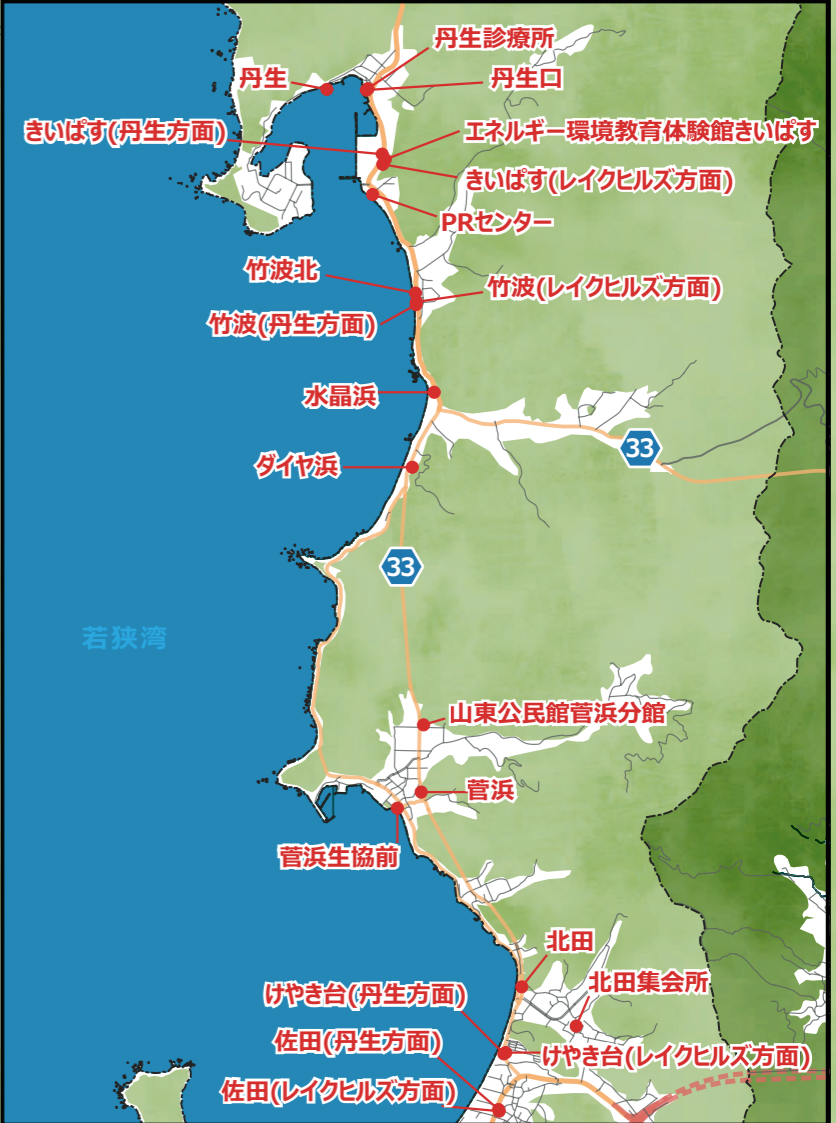 丹生診療所
丹生
丹生口
きいぱす(丹生方面)
エネルギー環境教育体験館きいぱす
きいぱす(レイクヒルズ方面)
PRセンター
竹波北
竹波(レイクヒルズ方面)
竹波(丹生方面)
水晶浜
33
ダイヤ浜
33
若狭湾
山東公民館菅浜分館
菅浜
菅浜生協前
北田
北田集会所
けやき台(丹生方面)
佐田(丹生方面)
けやき台(レイクヒルズ方面)
佐田(レイクヒルズ方面)